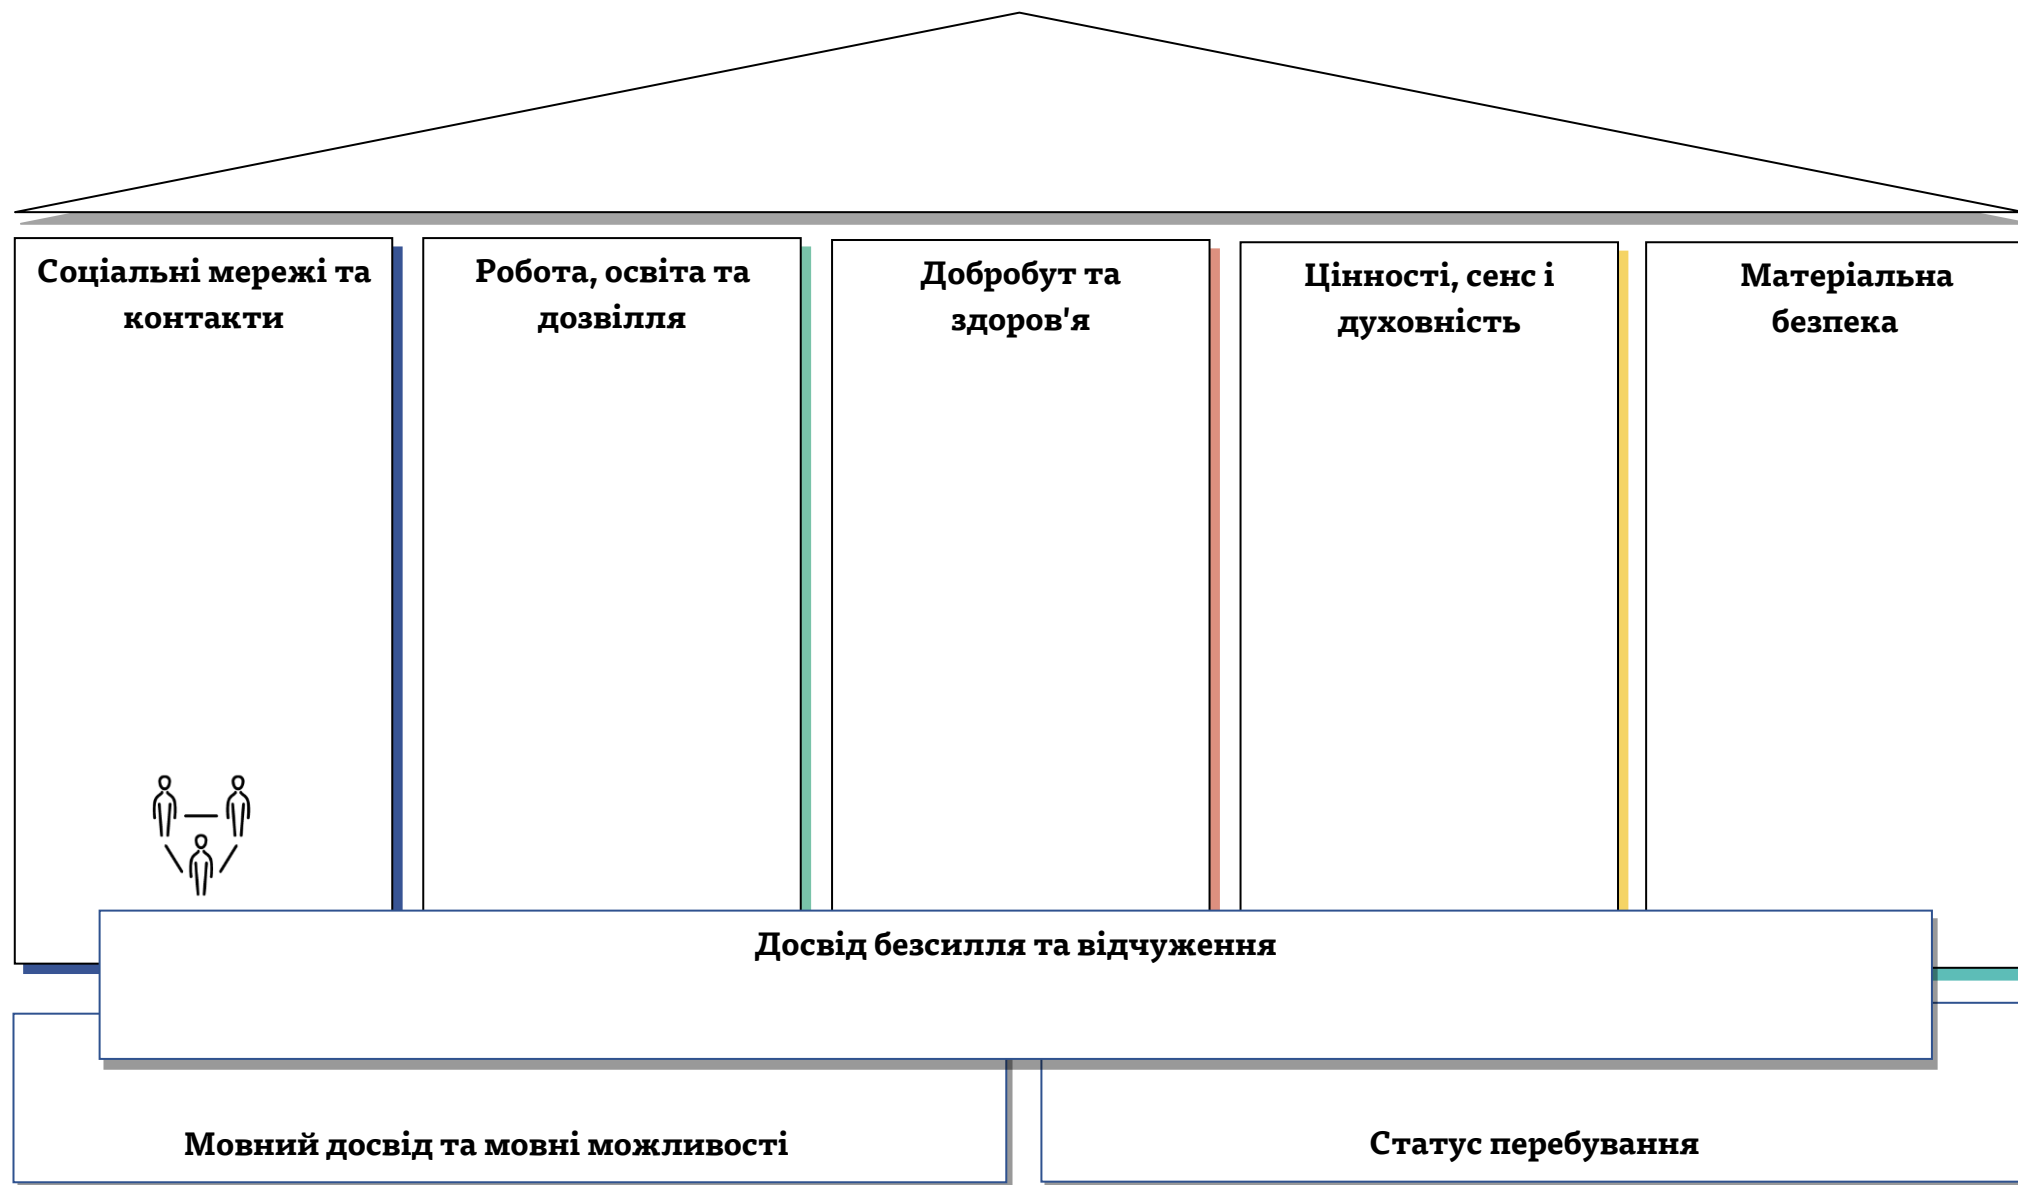 Соціальні мережі та
контакти
Робота, освіта та
дозвілля
Добробут та
здоров'я
Цінності, сенс і
духовність
Матеріальна
безпека
Досвід безсилля та відчуження
Мовний досвід та мовні можливості
Статус перебування